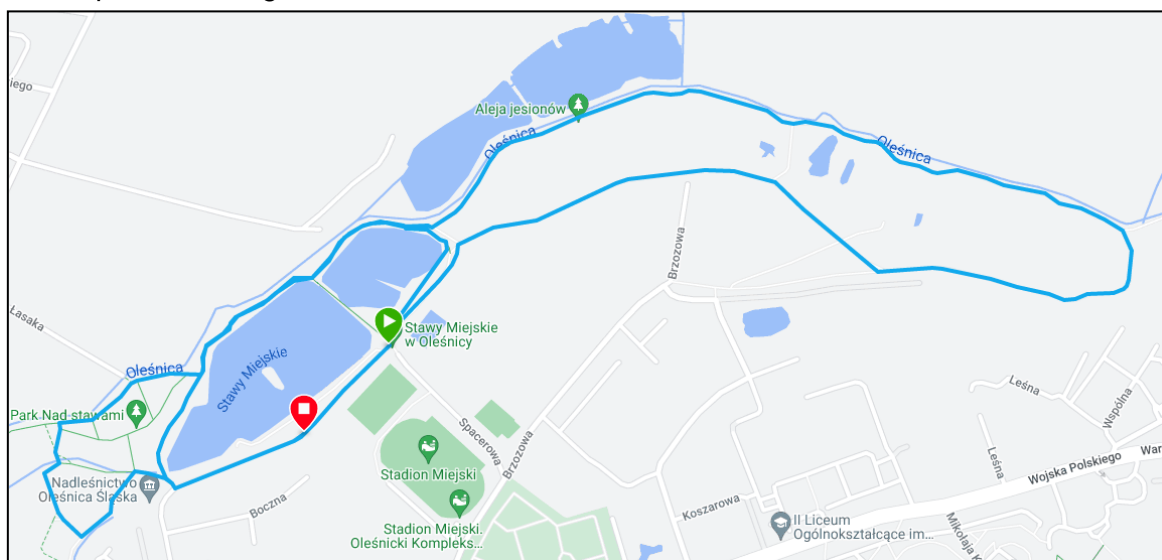 iego
Aleja jesionów
Oleśnica
Oleśnica
Brzozowa
Lasaka
Stawy Miejskie
w Oleśnicy
Oleśnica
Stawy Miejskie
Park Nad stawami
Leśna
Wspólna
Spacerowa
Brzozowa
Leśna
Wojska Polskiego
War
Stadion Miejski
Nadleśnictwo
Oleśnica Śląska
Boczna
Stadion Miejski.
Oleśnicki Kompleks...
Koszarowa
II Liceum
Ogólnokształcące im...
Mikołaja K